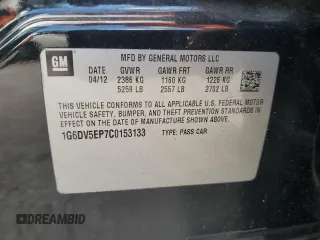 GM
MFD BY GENERAL MOTORS LLC
DATE GVWR GAWR FRT GAWR RR
04/12 2386 KG 1160 KG 1226 KG
5259 LB 2557 LB 2702 LB
THIS VEHICLE CONFORMS TO ALL APPLICABLE U.S. FEDERAL MOTOR
VEHICLE SAFETY, BUMPER, AND THEFT PREVENTION STANDARDS IN
EFFECT ON THE DATE OF MANUFACTURE SHOWN ABOVE.
1G6DV5EP7C0153133 TYPE: PASS CAR
DREAMBID